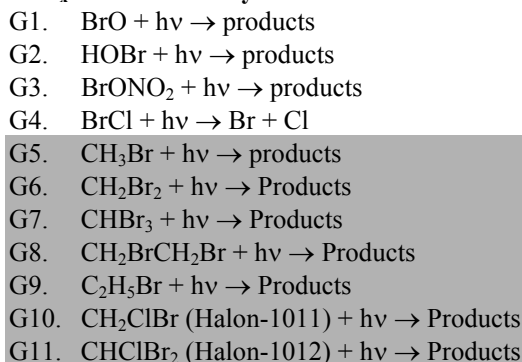 G1. BrO + hν → products
G2. HOBr + hν → products
G3. BrONO₂ + hν → products
G4. BrCl + hν → Br + Cl
G5. CH₃Br + hν → products
G6. CH₂Br₂ + hν → Products
G7. CHBr₃ + hν → Products
G8. CH₂BrCH₂Br + hν → Products
G9. C₂H₅Br + hν → Products
G10. CH₂ClBr (Halon-1011) + hν → Products
G11. CHClBr₂ (Halon-1012) + hν → Products